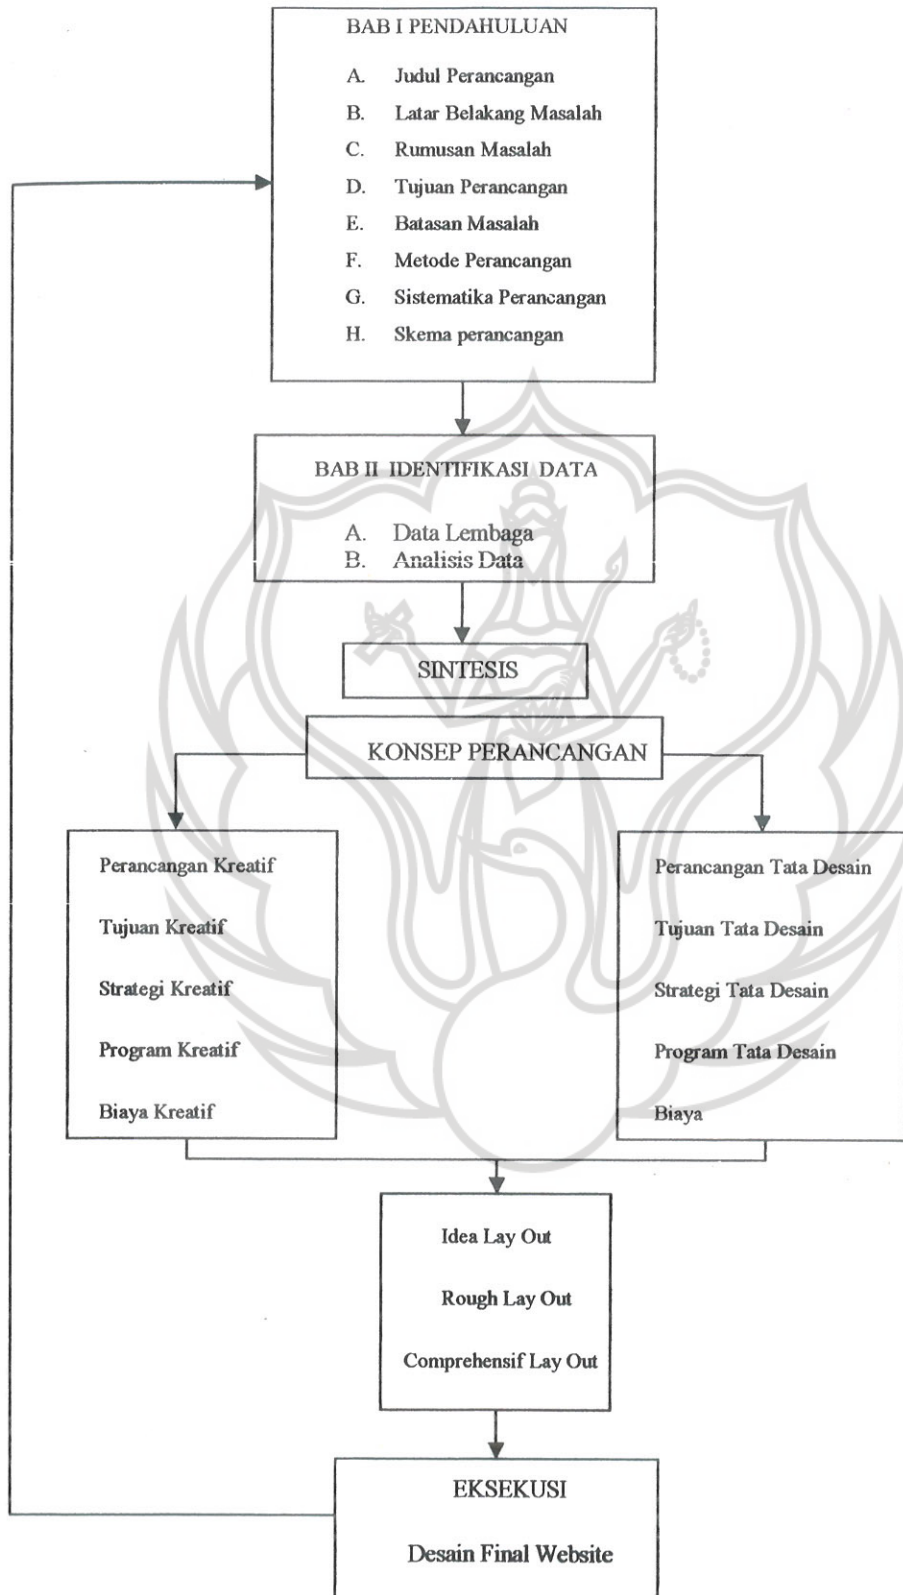 BAB I PENDAHULUAN
A. Judul Perancangan
B. Latar Belakang Masalah
C. Rumusan Masalah
D. Tujuan Perancangan
E. Batasan Masalah
F. Metode Perancangan
G. Sistematika Perancangan
H. Skema perancangan
BAB II IDENTIFIKASI DATA
A. Data Lembaga
B. Analisis Data
SINTESIS
KONSEP PERANCANGAN
Perancangan Kreatif
Tujuan Kreatif
Strategi Kreatif
Program Kreatif
Biaya Kreatif
Perancangan Tata Desain
Tujuan Tata Desain
Strategi Tata Desain
Program Tata Desain
Biaya
Idea Lay Out
Rough Lay Out
Comprehensif Lay Out
EKSEKUSI
Desain Final Website